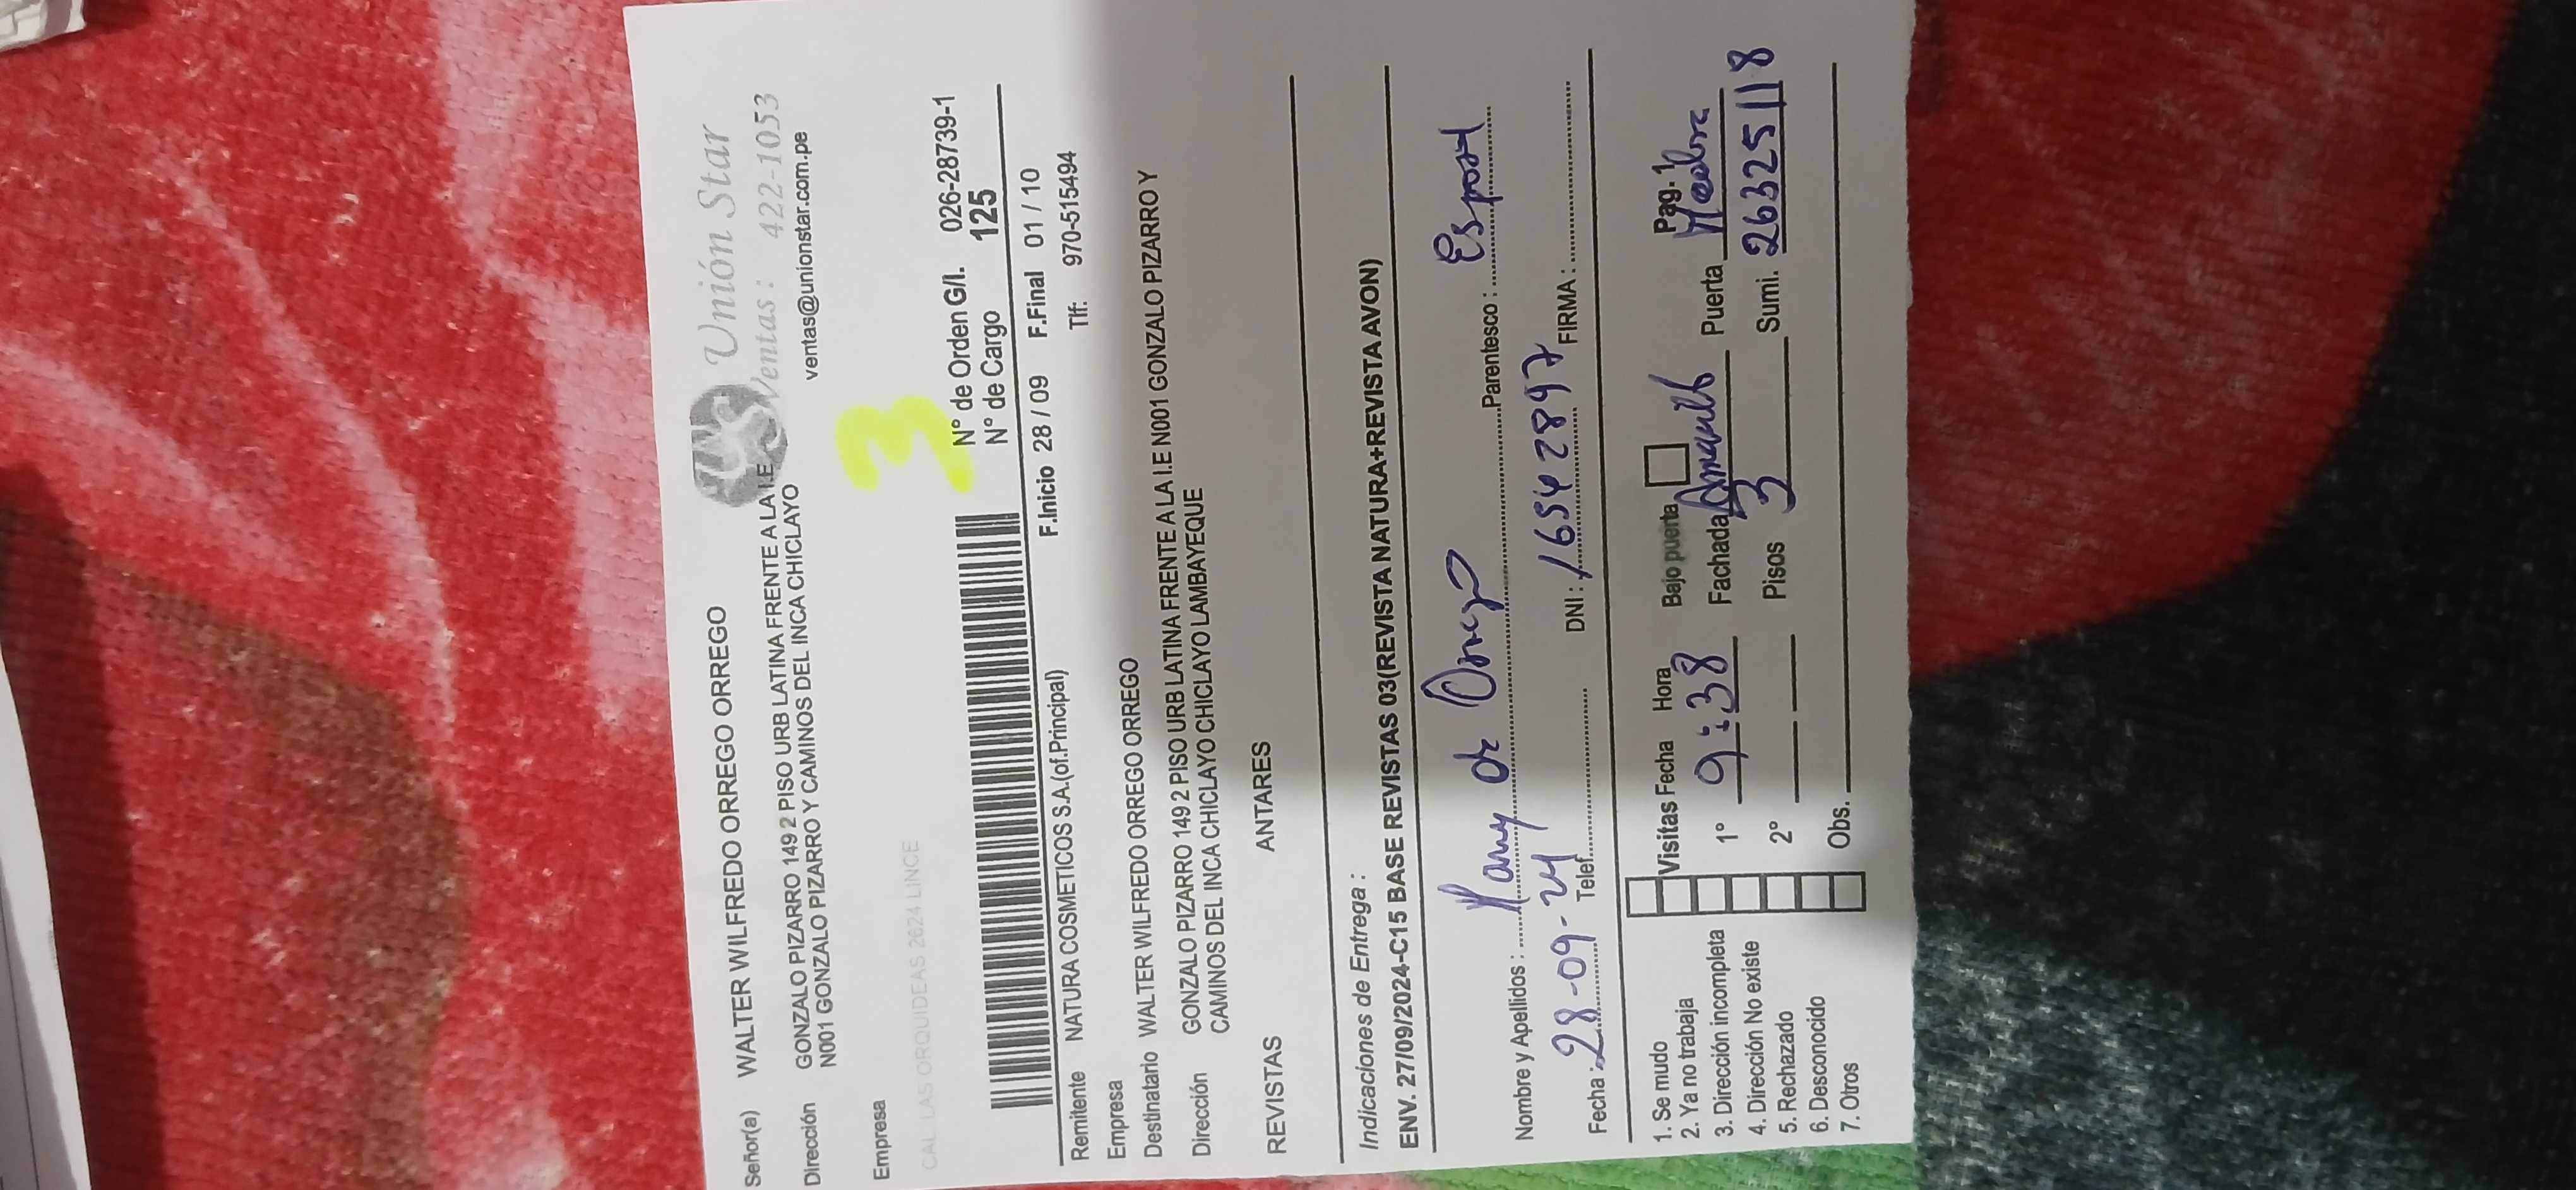 Unión Star
Ventas: 422-1053
ventas@unionstar.com.pe
Señor(a) WALTER WILFREDO ORREGO ORREGO
Dirección GONZALO PIZARRO 149 2 PISO URB LATINA FRENTE A LA I.E
N001 GONZALO PIZARRO Y CAMINOS DEL INCA CHICLAYO
3
Empresa
CAL LAS ORQUIDEAS 2624 LINCE
N° de Orden G/I. 026-28739-1
N° de Cargo 125
F.Inicio 28 / 09 F.Final 01 / 10
Remitente NATURA COSMETICOS S.A.(of.Principal) Tlf: 970-515494
Empresa
Destinatario WALTER WILFREDO ORREGO ORREGO
Dirección GONZALO PIZARRO 149 2 PISO URB LATINA FRENTE A LA I.E N001 GONZALO PIZARRO Y
CAMINOS DEL INCA CHICLAYO CHICLAYO LAMBAYEQUE
REVISTAS ANTARES
Indicaciones de Entrega :
ENV. 27/09/2024-C15 BASE REVISTAS 03(REVISTA NATURA+REVISTA AVON)
Nombre y Apellidos : de Orrego Parentesco :
Fecha : 28-09-24 Telef. DNI : 16542897 FIRMA :
Pag. 1
1. Se mudo Visitas Fecha Hora Bajo puerta
2. Ya no trabaja
3. Dirección incompleta 1° 9:38 Fachada Puerta
4. Dirección No existe
5. Rechazado 2° Pisos 3 Sumi. 26325118
6. Desconocido
7. Otros Obs.